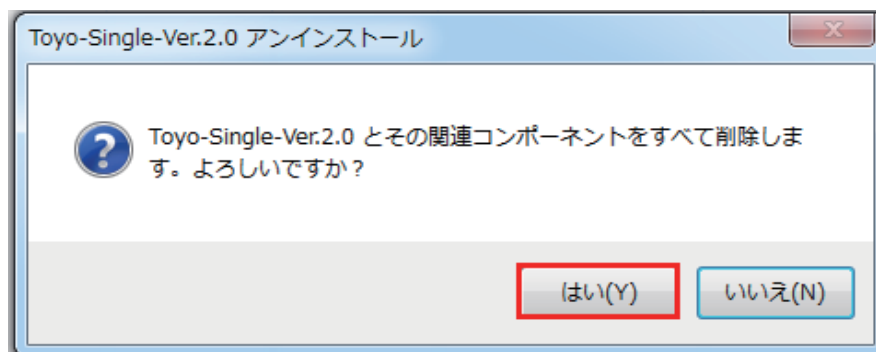 Toyo-Single-Ver.2.0 アンインストール
Toyo-Single-Ver.2.0 とその関連コンポーネントをすべて削除しま
す。よろしいですか？
はい(Y)
いいえ(N)